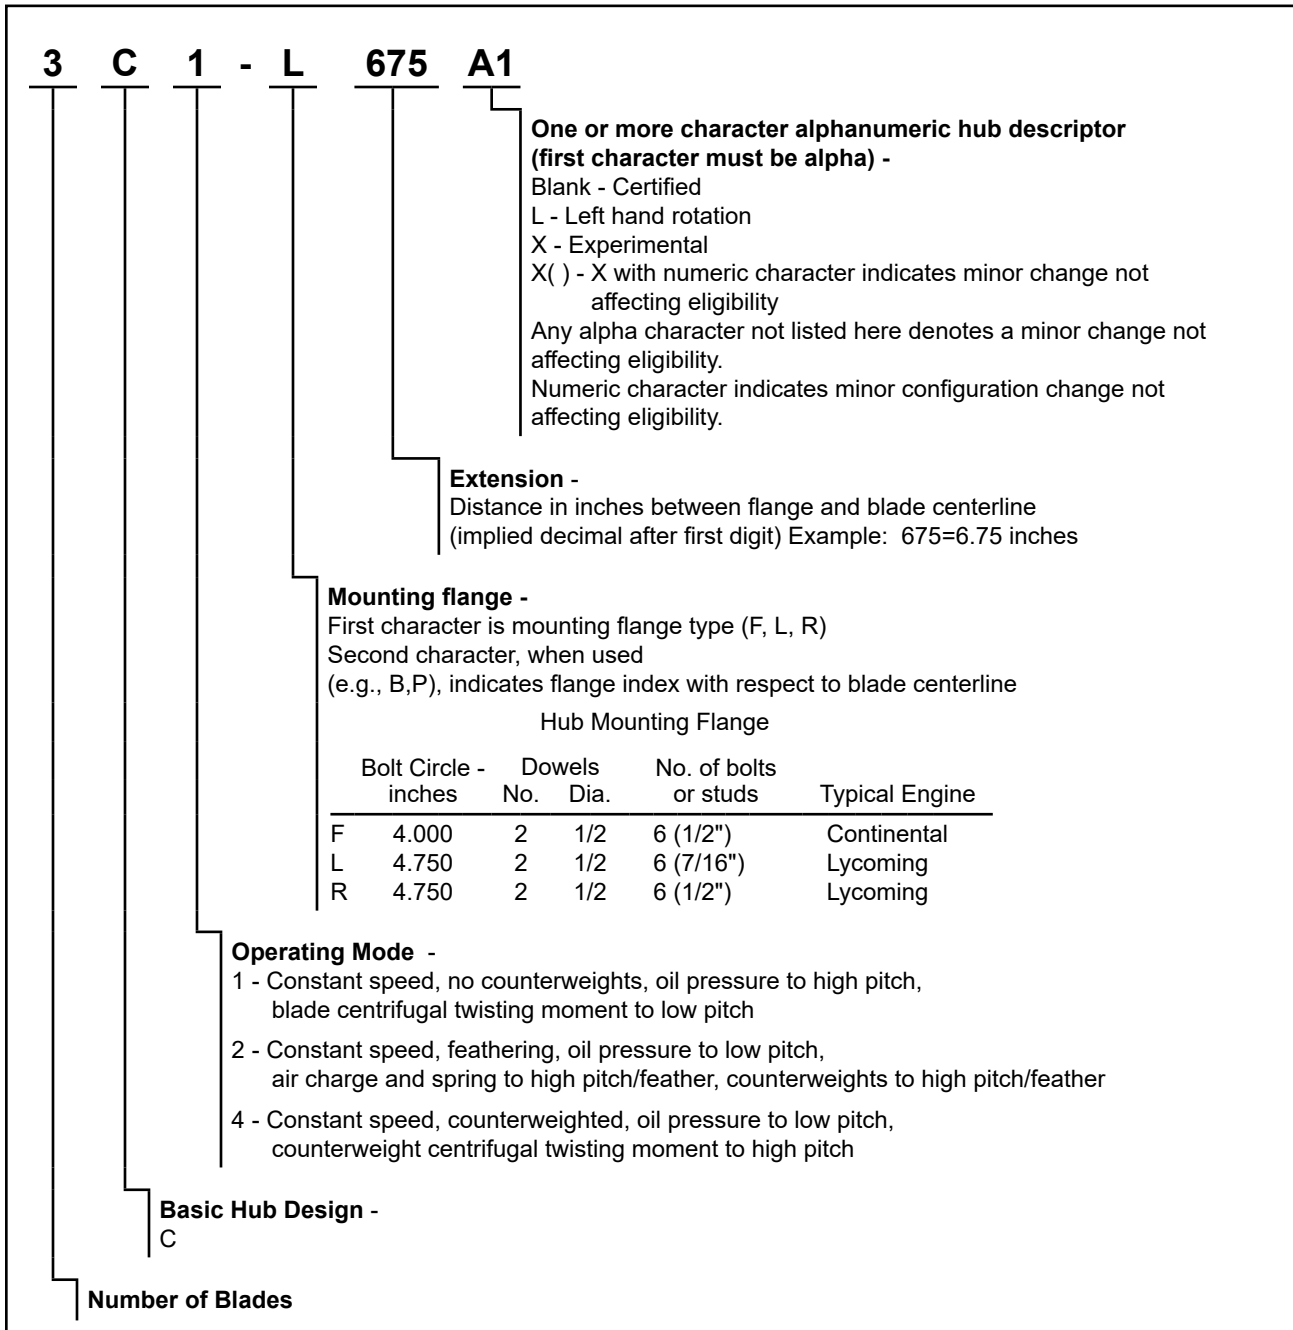 3 C 1 - L 675 A1
One or more character alphanumeric hub descriptor
(first character must be alpha) -
Blank - Certified
L - Left hand rotation
X - Experimental
X( ) - X with numeric character indicates minor change not
affecting eligibility
Any alpha character not listed here denotes a minor change not
affecting eligibility.
Numeric character indicates minor configuration change not
affecting eligibility.
Extension -
Distance in inches between flange and blade centerline
(implied decimal after first digit) Example: 675=6.75 inches
Mounting flange -
First character is mounting flange type (F, L, R)
Second character, when used
(e.g., B,P), indicates flange index with respect to blade centerline
Hub Mounting Flange
Bolt Circle - Dowels No. of bolts
inches No. Dia. or studs Typical Engine
F 4.000 2 1/2 6 (1/2") Continental
L 4.750 2 1/2 6 (7/16") Lycoming
R 4.750 2 1/2 6 (1/2") Lycoming
Operating Mode -
1 - Constant speed, no counterweights, oil pressure to high pitch,
blade centrifugal twisting moment to low pitch
2 - Constant speed, feathering, oil pressure to low pitch,
air charge and spring to high pitch/feather, counterweights to high pitch/feather
4 - Constant speed, counterweighted, oil pressure to low pitch,
counterweight centrifugal twisting moment to high pitch
Basic Hub Design -
C
Number of Blades